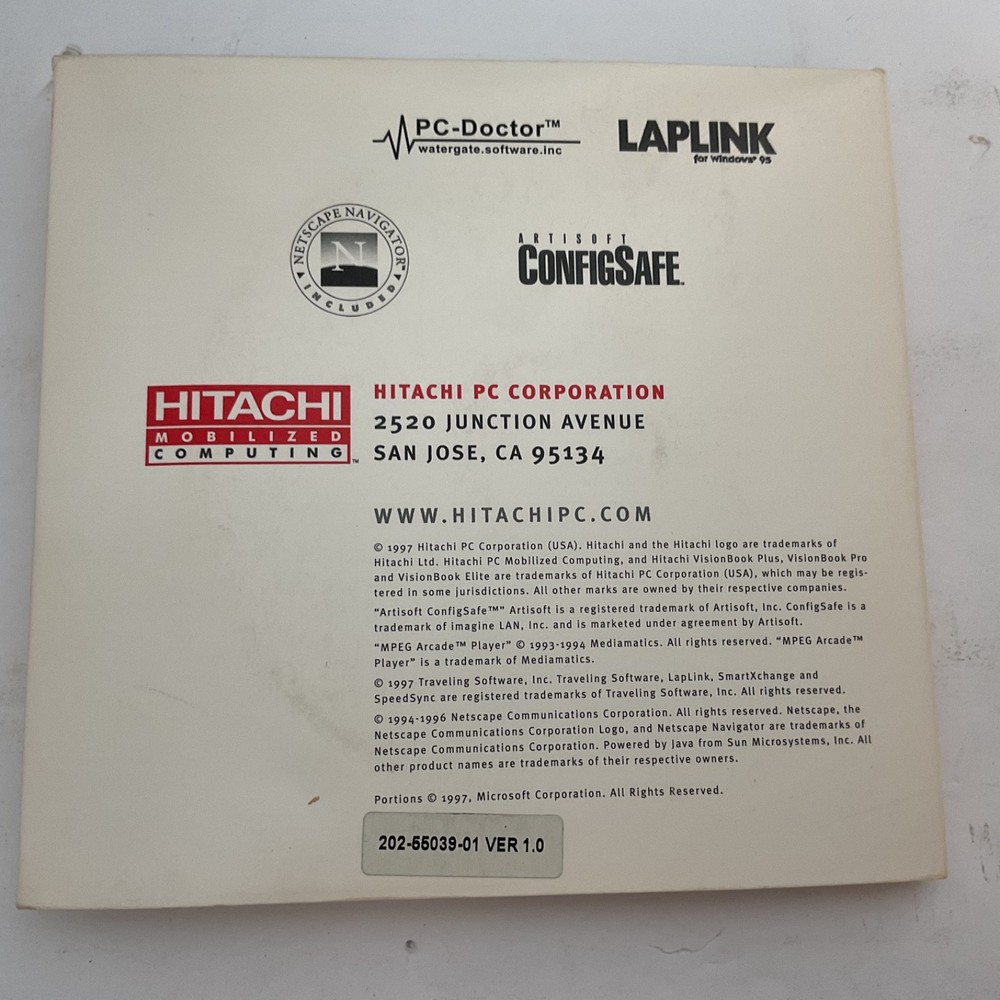 PC-Doctor™
watergate.software.inc
LAPLINK
for Windows® 95
NETSCAPE NAVIGATOR™
N
INCLUDED
ARTISOFT
CONFIGSAFE™
HITACHI
MOBILIZED
COMPUTING™
HITACHI PC CORPORATION
2520 JUNCTION AVENUE
SAN JOSE, CA 95134
WWW.HITACHIPC.COM
© 1997 Hitachi PC Corporation (USA). Hitachi and the Hitachi logo are trademarks of
Hitachi Ltd. Hitachi PC Mobilized Computing, and Hitachi VisionBook Plus, VisionBook Pro
and VisionBook Elite are trademarks of Hitachi PC Corporation (USA), which may be regis-
tered in some jurisdictions. All other marks are owned by their respective companies.
"Artisoft ConfigSafe™" Artisoft is a registered trademark of Artisoft, Inc. ConfigSafe is a
trademark of imagine LAN, Inc. and is marketed under agreement by Artisoft.
"MPEG Arcade™ Player" © 1993-1994 Mediamatics. All rights reserved. "MPEG Arcade™
Player" is a trademark of Mediamatics.
© 1997 Traveling Software, Inc. Traveling Software, LapLink, SmartXchange and
SpeedSync are registered trademarks of Traveling Software, Inc. All rights reserved.
© 1994-1996 Netscape Communications Corporation. All rights reserved. Netscape, the
Netscape Communications Corporation Logo, and Netscape Navigator are trademarks of
Netscape Communications Corporation. Powered by Java from Sun Microsystems, Inc. All
other product names are trademarks of their respective owners.
Portions © 1997, Microsoft Corporation. All Rights Reserved.
202-55039-01 VER 1.0